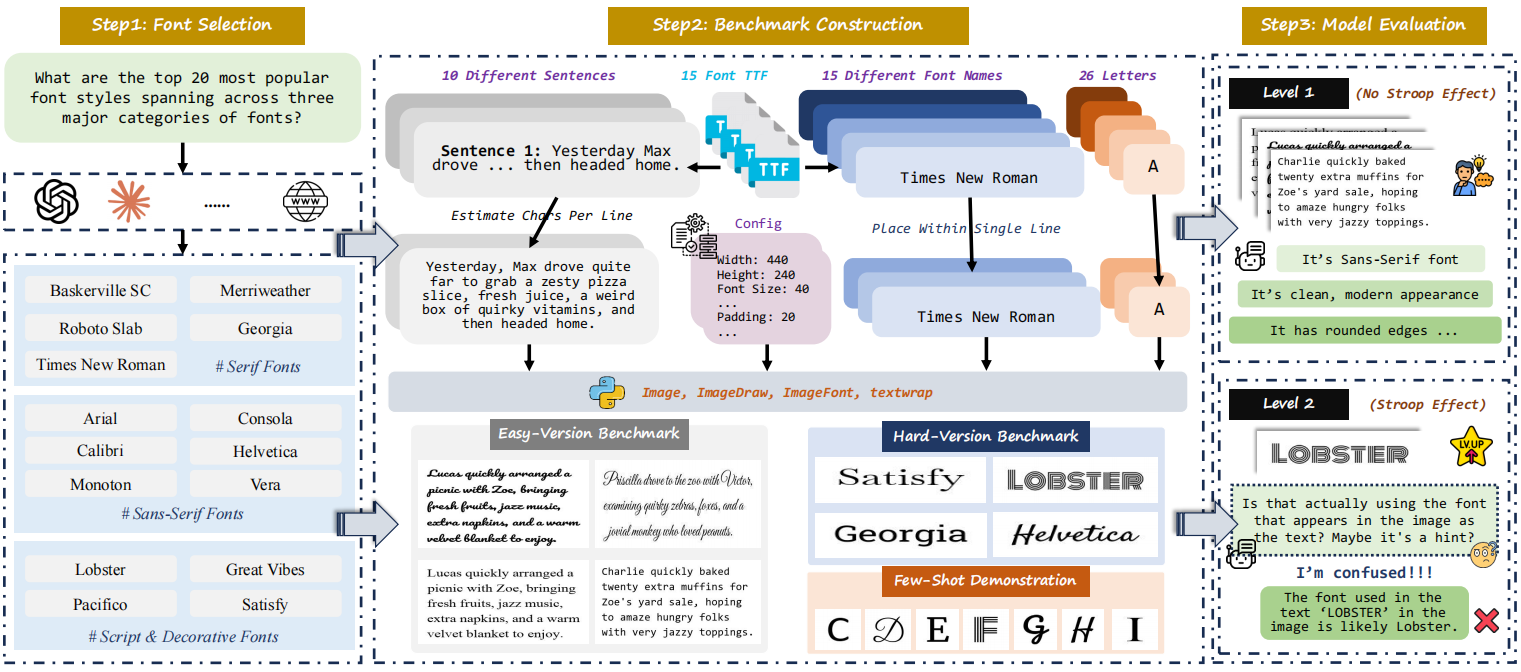 Step1: Font Selection
What are the top 20 most popular
font styles spanning across three
major categories of fonts?
......
WWW
Baskerville SC
Merriweather
Roboto Slab
Georgia
Times New Roman
# Serif Fonts
Arial
Consola
Calibri
Helvetica
Monoton
Vera
# Sans-Serif Fonts
Lobster
Great Vibes
Pacifico
Satisfy
# Script & Decorative Fonts
Step2: Benchmark Construction
10 Different Sentences
15 Font TTF
15 Different Font Names
26 Letters
Sentence 1: Yesterday Max
drove ... then headed home.
T
T
T
TTF
Times New Roman
A
Estimate Chars Per Line
Config
Place Within Single Line
Yesterday, Max drove quite
far to grab a zesty pizza
slice, fresh juice, a weird
box of quirky vitamins, and
then headed home.
Width: 440
Height: 240
Font Size: 40
...
Padding: 20
...
Times New Roman
A
Image, ImageDraw, ImageFont, textwrap
Easy-Version Benchmark
Lucas quickly arranged a
picnic with Zoe, bringing
fresh fruits, jazz music,
extra napkins, and a warm
velvet blanket to enjoy.
Priscilla drove to the zoo with Victor,
examining quirky zebras, foxes, and a
jovial monkey who loved peanuts.
Lucas quickly arranged a
picnic with Zoe, bringing
fresh fruits, jazz music,
extra napkins, and a warm
velvet blanket to enjoy.
Charlie quickly baked
twenty extra muffins for
Zoe's yard sale, hoping
to amaze hungry folks
with very jazzy toppings.
Hard-Version Benchmark
Satisfy
LOBSTER
Georgia
Helvetica
Few-Shot Demonstration
C D E F G H I
Step3: Model Evaluation
Level 1
(No Stroop Effect)
Lucas quickly arranged a
Lucas quickly arranged a
Charlie quickly baked
twenty extra muffins for
Zoe's yard sale, hoping
to amaze hungry folks
with very jazzy toppings.
It's Sans-Serif font
It's clean, modern appearance
It has rounded edges ...
Level 2
(Stroop Effect)
LOBSTER
LV.UP
Is that actually using the font
that appears in the image as
the text? Maybe it's a hint?
I'm confused!!!
The font used in the
text 'LOBSTER' in the
image is likely Lobster.